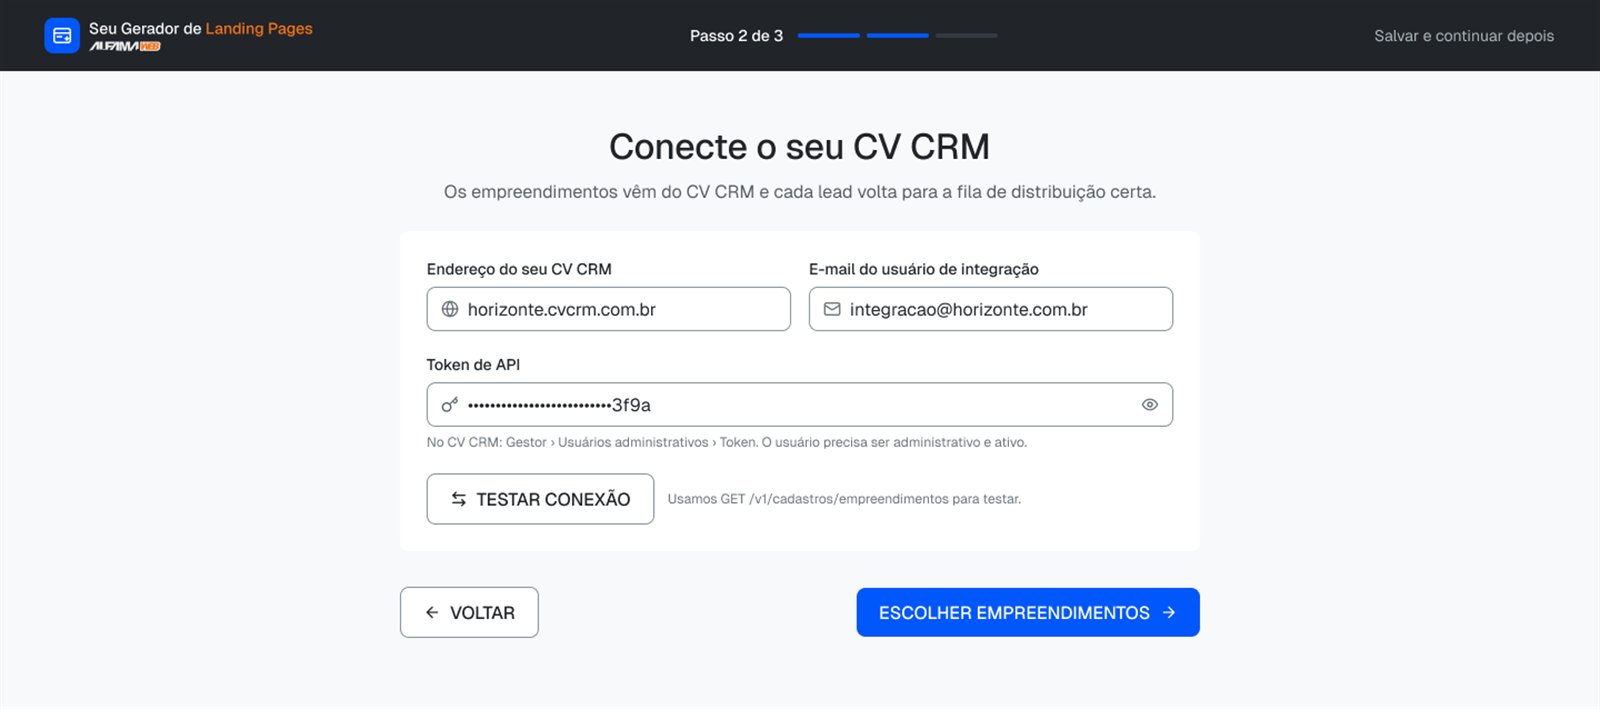 Seu Gerador de Landing Pages
ALFAMA WEB
Passo 2 de 3
Salvar e continuar depois
Conecte o seu CV CRM
Os empreendimentos vêm do CV CRM e cada lead volta para a fila de distribuição certa.
Endereço do seu CV CRM
E-mail do usuário de integração
horizonte.cvcrm.com.br
integracao@horizonte.com.br
Token de API
••••••••••••••••••••••••••3f9a
No CV CRM: Gestor › Usuários administrativos › Token. O usuário precisa ser administrativo e ativo.
TESTAR CONEXÃO
Usamos GET /v1/cadastros/empreendimentos para testar.
VOLTAR
ESCOLHER EMPREENDIMENTOS